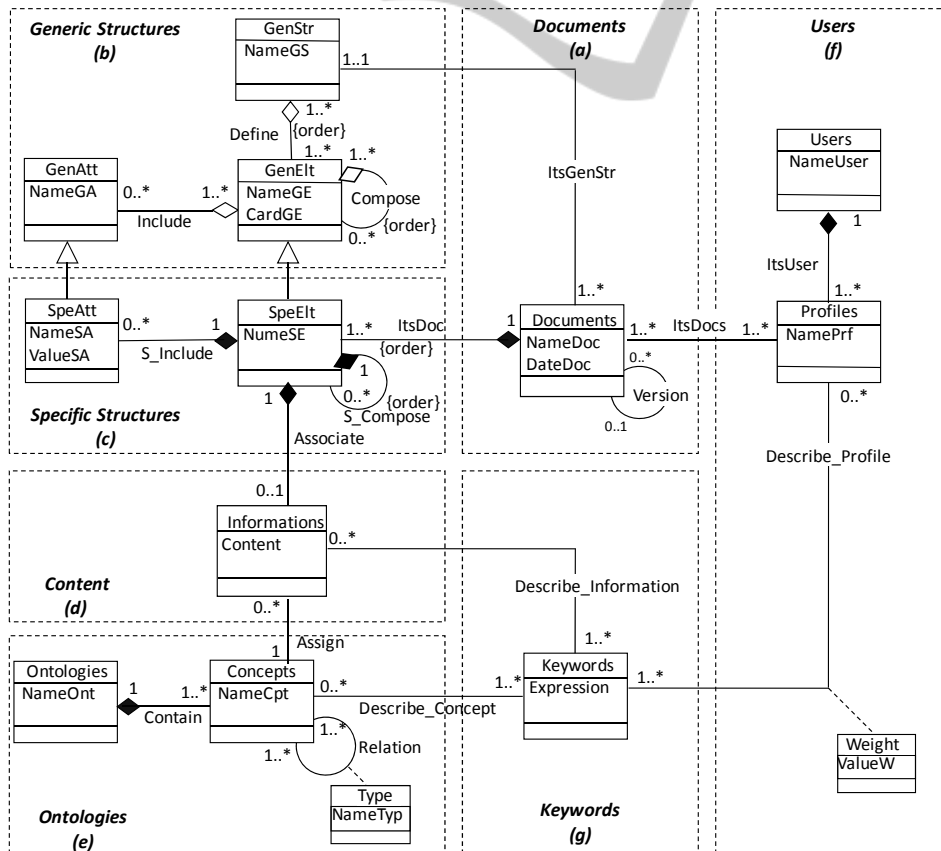 Generic Structures
(b)
GenStr
NameGS
1..1
1..*
Define
{order}
1..*
GenAtt
NameGA
0..*
1..*
Include
GenElt
NameGE
CardGE
1..*
Compose
{order}
0..*
Documents
(a)
ItsGenStr
1..*
Users
(f)
Users
NameUser
1
ItsUser
1..*
SpeAtt
NameSA
ValueSA
0..*
1
S_Include
SpeElt
NumeSE
1..*
ItsDoc
{order}
1
1
0..*
{order}
S_Compose
1
Documents
NameDoc
DateDoc
1..*
ItsDocs
1..*
0..*
Version
0..1
Profiles
NamePrf
0..*
Specific Structures
(c)
Associate
Describe_Profile
0..1
Informations
Content
0..*
Describe_Information
Content
(d)
0..*
1..*
Assign
1
Ontologies
NameOnt
1
1..*
Contain
Concepts
NameCpt
0..*
1..*
Describe_Concept
Keywords
Expression
1..*
1..*
1..*
Relation
Type
NameTyp
Weight
ValueW
Ontologies
(e)
Keywords
(g)